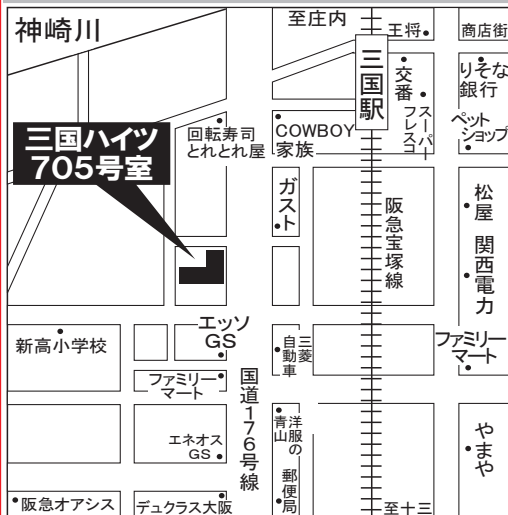 神崎川
至庄内
王将
商店街
三国駅
交番
スーパー
フレスコ
りそな
銀行
ペット
ショップ
回転寿司
とれとれ屋
COWBOY
家族
三国ハイツ
705号室
ガスト
阪急宝塚線
松屋
関西電力
新高小学校
エッソ
GS
三菱
自動車
ファミリー
マート
ファミリー
マート
国道176号線
エネオス
GS
洋服の
青山
郵便局
やまや
阪急オアシス
デュクラス大阪
至十三